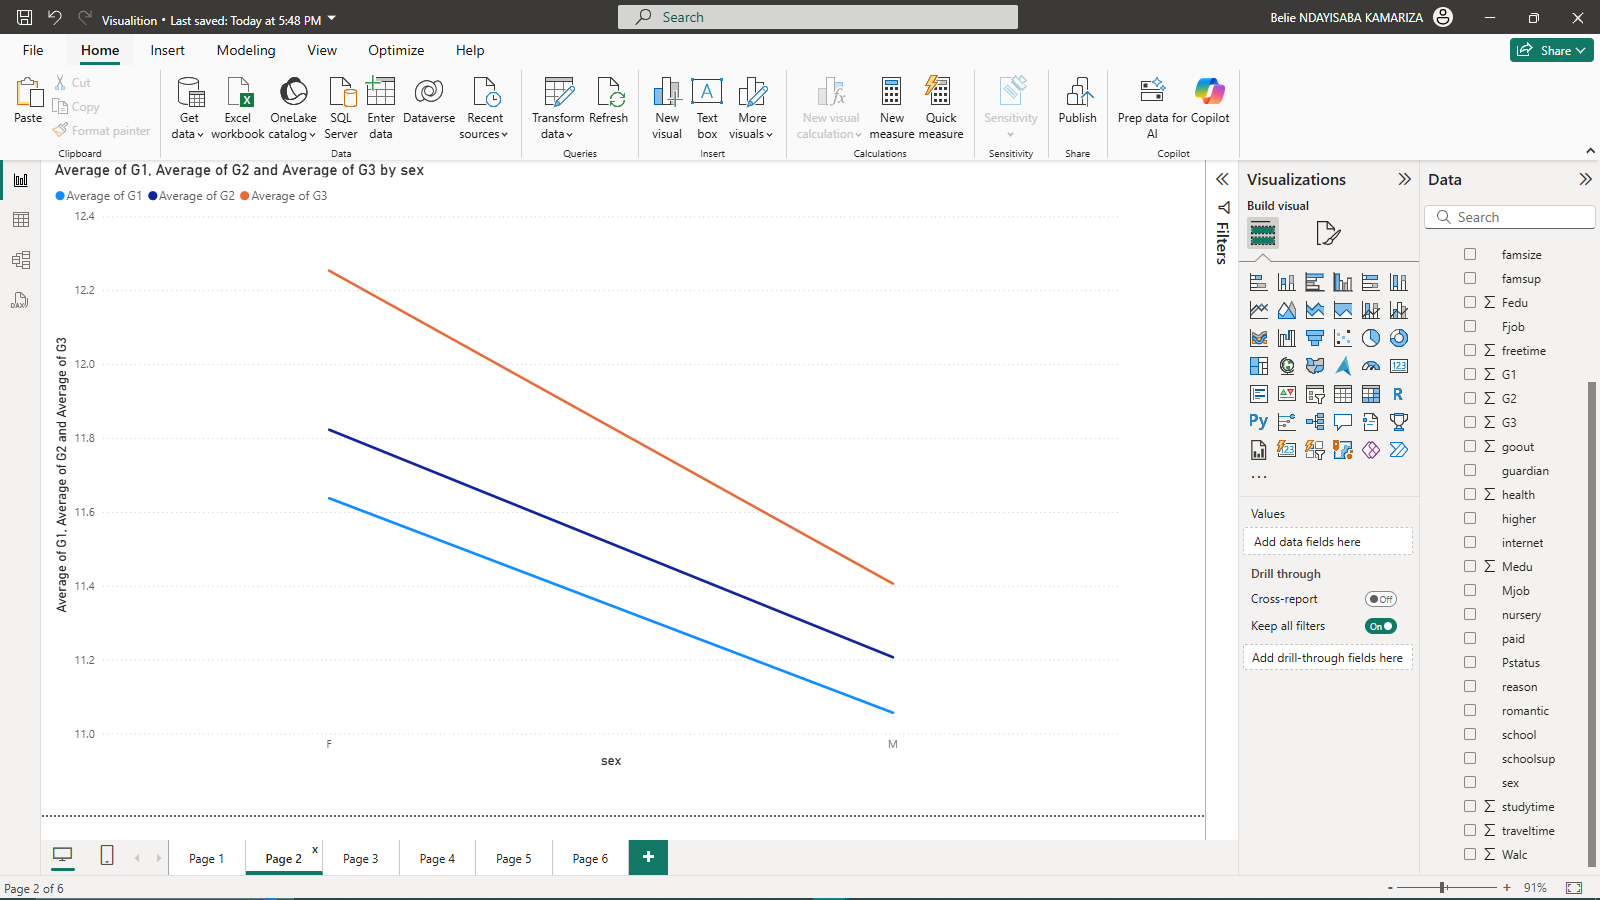 Visualition • Last saved: Today at 5:48 PM
Search
Belie NDAYISABA KAMARIZA
File
Home
Insert
Modeling
View
Optimize
Help
Share
Paste
Cut
Copy
Format painter
Clipboard
Get data
Excel workbook
OneLake catalog
SQL Server
Enter data
Dataverse
Recent sources
Data
Transform data
Refresh
Queries
New visual
Text box
More visuals
Insert
New visual calculation
New measure
Quick measure
Calculations
Sensitivity
Sensitivity
Publish
Share
Prep data for AI
Copilot
Copilot
Average of G1, Average of G2 and Average of G3 by sex
Average of G1
Average of G2
Average of G3
12.4
12.2
12.0
11.8
11.6
11.4
11.2
11.0
Average of G1, Average of G2 and Average of G3
F
M
sex
Filters
Visualizations
Build visual
Values
Add data fields here
Drill through
Cross-report
Off
Keep all filters
On
Add drill-through fields here
Data
Search
famsize
famsup
Fedu
Fjob
freetime
G1
G2
G3
goout
guardian
health
higher
internet
Medu
Mjob
nursery
paid
Pstatus
reason
romantic
school
schoolsup
sex
studytime
traveltime
Walc
Page 1
Page 2
x
Page 3
Page 4
Page 5
Page 6
+
Page 2 of 6
- + 91%